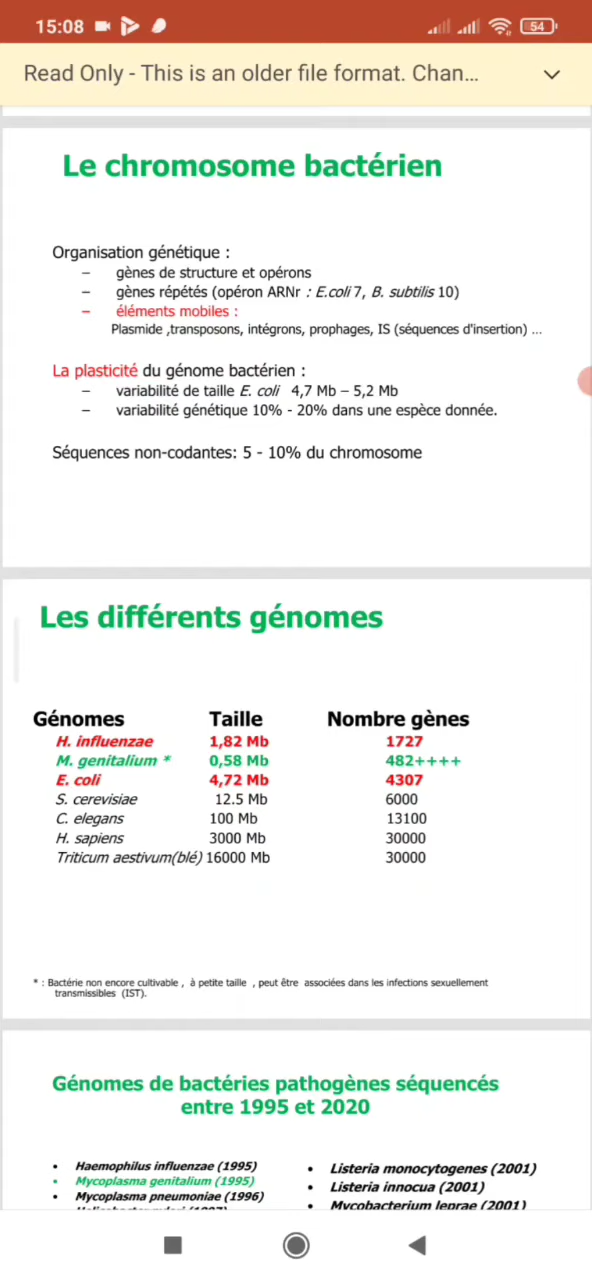 15:08
54
Read Only - This is an older file format. Chan...
Le chromosome bactérien
Organisation génétique :
– gènes de structure et opérons
– gènes répétés (opéron ARNr : E.coli 7, B. subtilis 10)
– éléments mobiles :
Plasmide ,transposons, intégrons, prophages, IS (séquences d'insertion) ...
La plasticité du génome bactérien :
– variabilité de taille E. coli 4,7 Mb – 5,2 Mb
– variabilité génétique 10% - 20% dans une espèce donnée.
Séquences non-codantes: 5 - 10% du chromosome
Les différents génomes
Génomes Taille Nombre gènes
H. influenzae 1,82 Mb 1727
M. genitalium * 0,58 Mb 482++++
E. coli 4,72 Mb 4307
S. cerevisiae 12.5 Mb 6000
C. elegans 100 Mb 13100
H. sapiens 3000 Mb 30000
Triticum aestivum(blé) 16000 Mb 30000
* : Bactérie non encore cultivable , à petite taille , peut être associées dans les infections sexuellement
transmissibles (IST).
Génomes de bactéries pathogènes séquencés
entre 1995 et 2020
• Haemophilus influenzae (1995)
• Mycoplasma genitalium (1995)
• Mycoplasma pneumoniae (1996)
• Listeria monocytogenes (2001)
• Listeria innocua (2001)
• Mycobacterium leprae (2001)